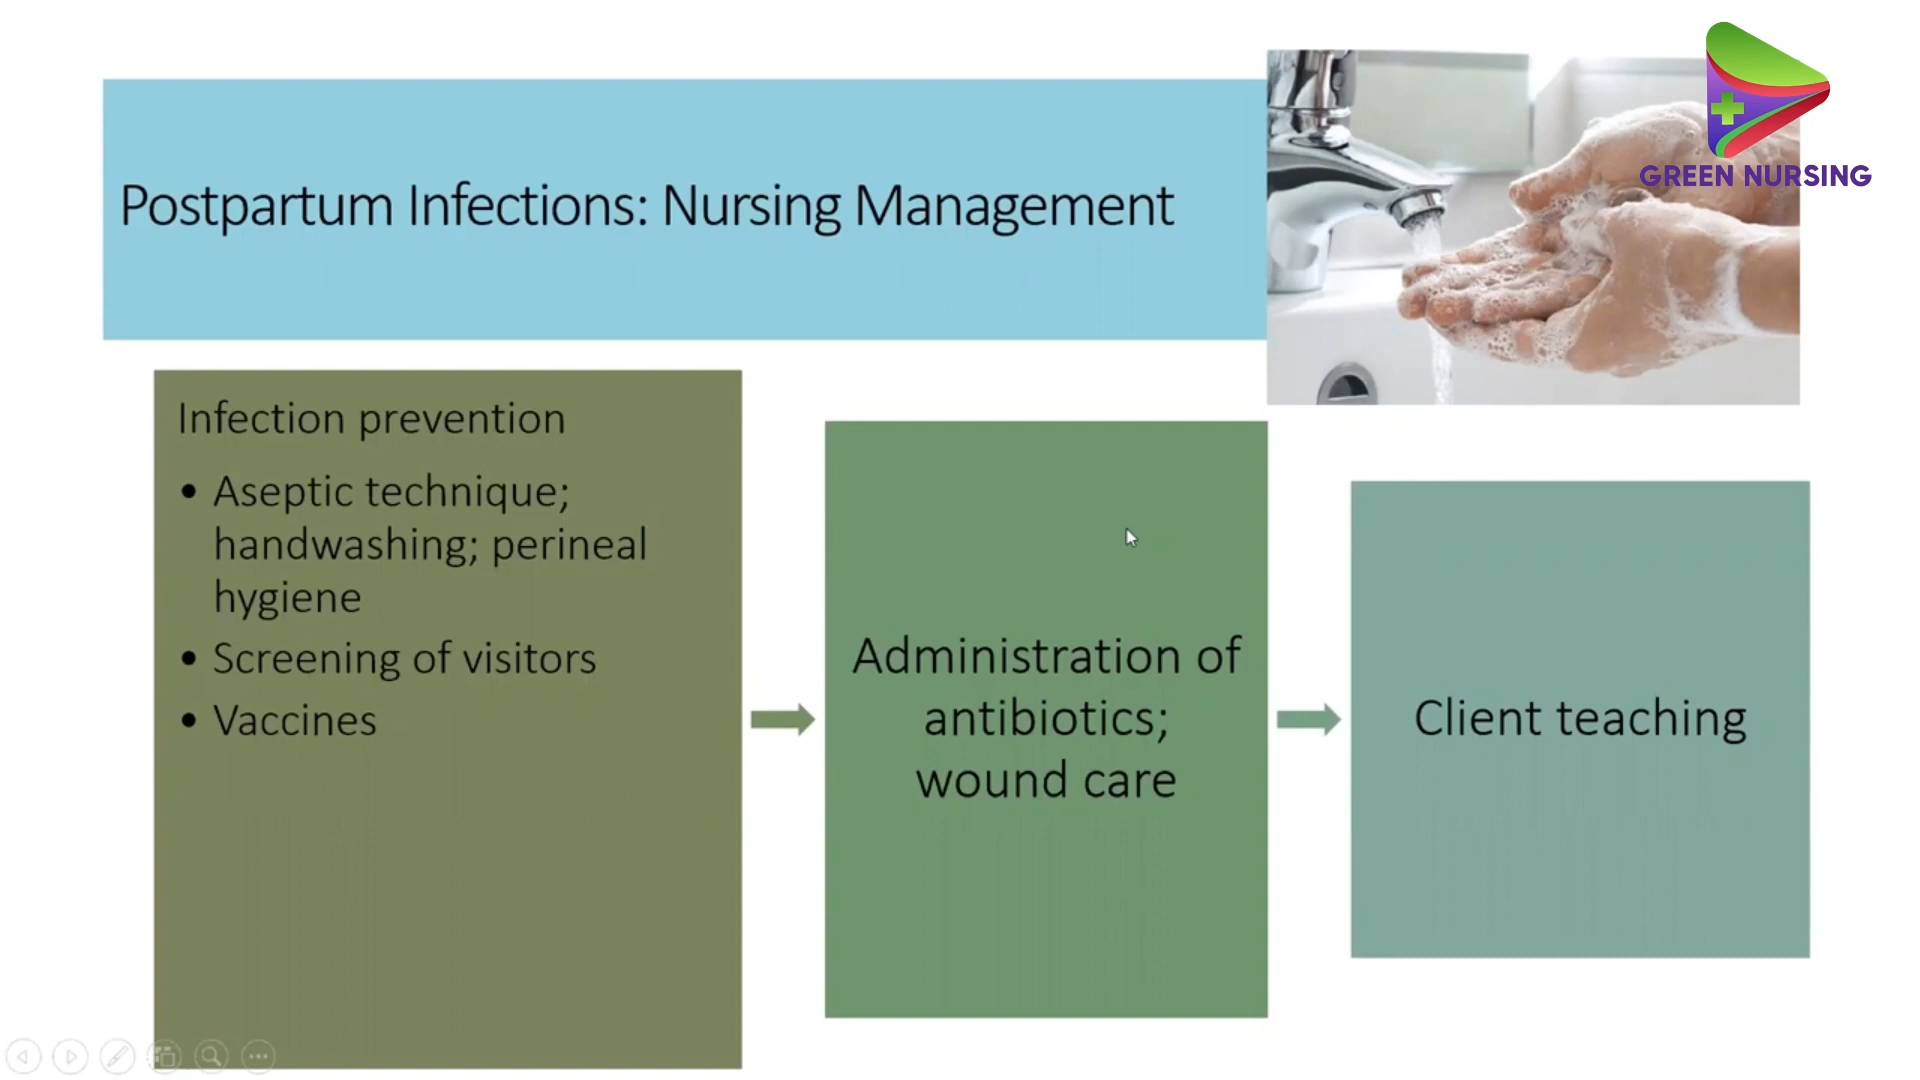 GREEN NURSING
Postpartum Infections: Nursing Management
Infection prevention
• Aseptic technique;
handwashing; perineal
hygiene
• Screening of visitors
• Vaccines
Administration of
antibiotics;
wound care
Client teaching